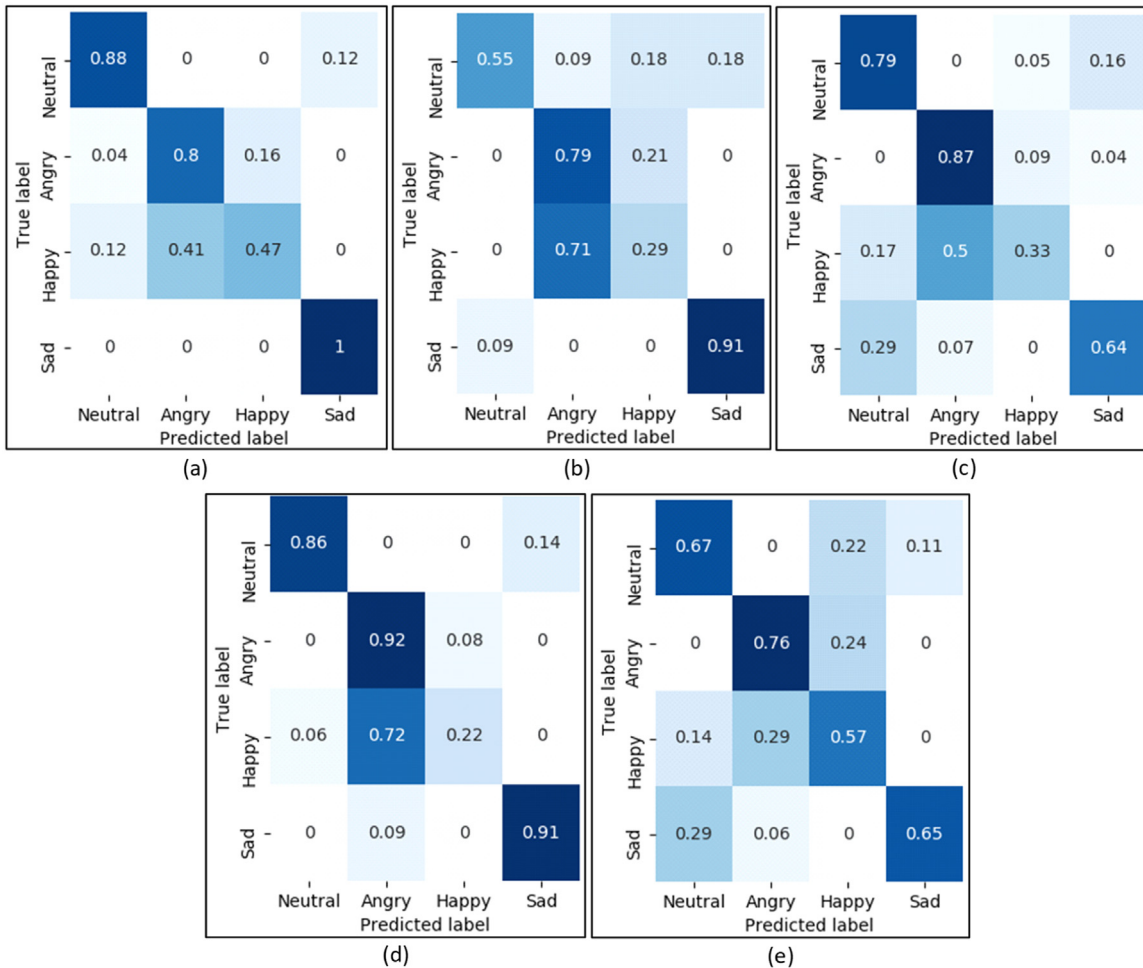 True label
Neutral
0.88 0 0 0.12
Angry
0.04 0.8 0.16 0
Happy
0.12 0.41 0.47 0
Sad
0 0 0 1
Neutral Angry Happy Sad
Predicted label
(a)
True label
Neutral
0.55 0.09 0.18 0.18
Angry
0 0.79 0.21 0
Happy
0 0.71 0.29 0
Sad
0.09 0 0 0.91
Neutral Angry Happy Sad
Predicted label
(b)
True label
Neutral
0.79 0 0.05 0.16
Angry
0 0.87 0.09 0.04
Happy
0.17 0.5 0.33 0
Sad
0.29 0.07 0 0.64
Neutral Angry Happy Sad
Predicted label
(c)
True label
Neutral
0.86 0 0 0.14
Angry
0 0.92 0.08 0
Happy
0.06 0.72 0.22 0
Sad
0 0.09 0 0.91
Neutral Angry Happy Sad
Predicted label
(d)
True label
Neutral
0.67 0 0.22 0.11
Angry
0 0.76 0.24 0
Happy
0.14 0.29 0.57 0
Sad
0.29 0.06 0 0.65
Neutral Angry Happy Sad
Predicted label
(e)